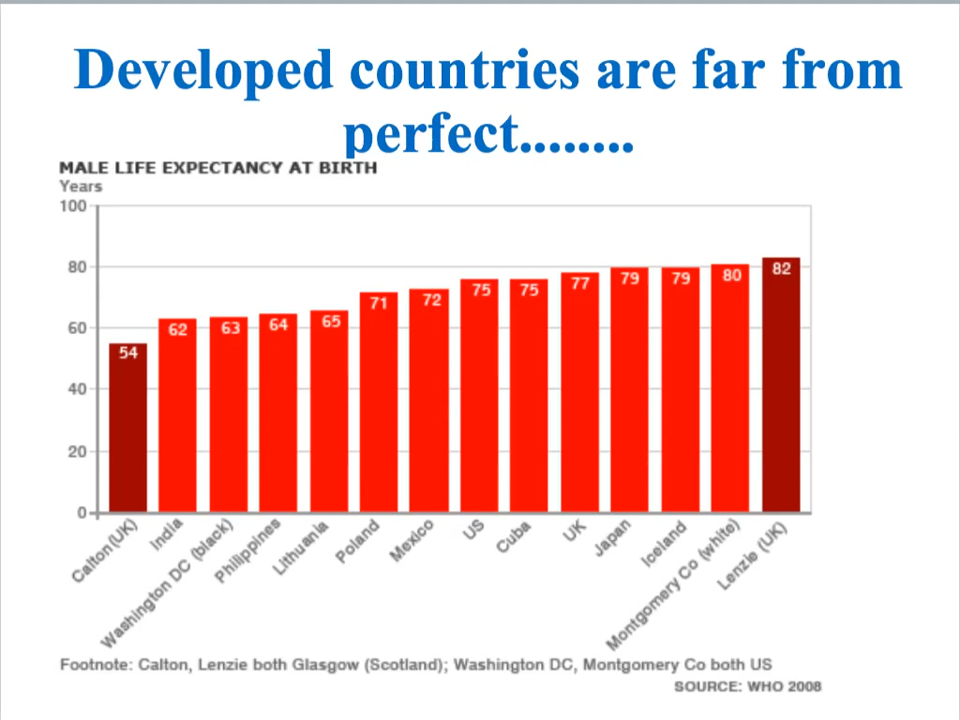 Developed countries are far from
perfect........
MALE LIFE EXPECTANCY AT BIRTH
Years
100
80
60
40
20
0
54
62
63
64
65
71
72
75
75
77
79
79
80
82
Calton(UK)
India
Washington DC (black)
Philippines
Lithuania
Poland
Mexico
US
Cuba
UK
Japan
Iceland
Montgomery Co (white)
Lenzie (UK)
Footnote: Calton, Lenzie both Glasgow (Scotland); Washington DC, Montgomery Co both US
SOURCE: WHO 2008